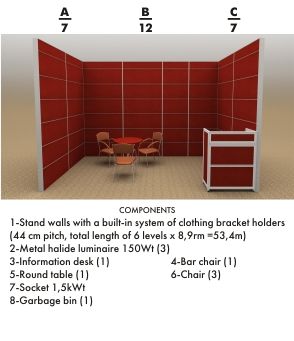 A B C
7 12 7
COMPONENTS
1-Stand walls with a built-in system of clothing bracket holders
(44 cm pitch, total length of 6 levels x 8,9rm =53,4m)
2-Metal halide luminaire 150Wt (3)
3-Information desk (1) 4-Bar chair (1)
5-Round table (1) 6-Chair (3)
7-Socket 1,5kWt
8-Garbage bin (1)